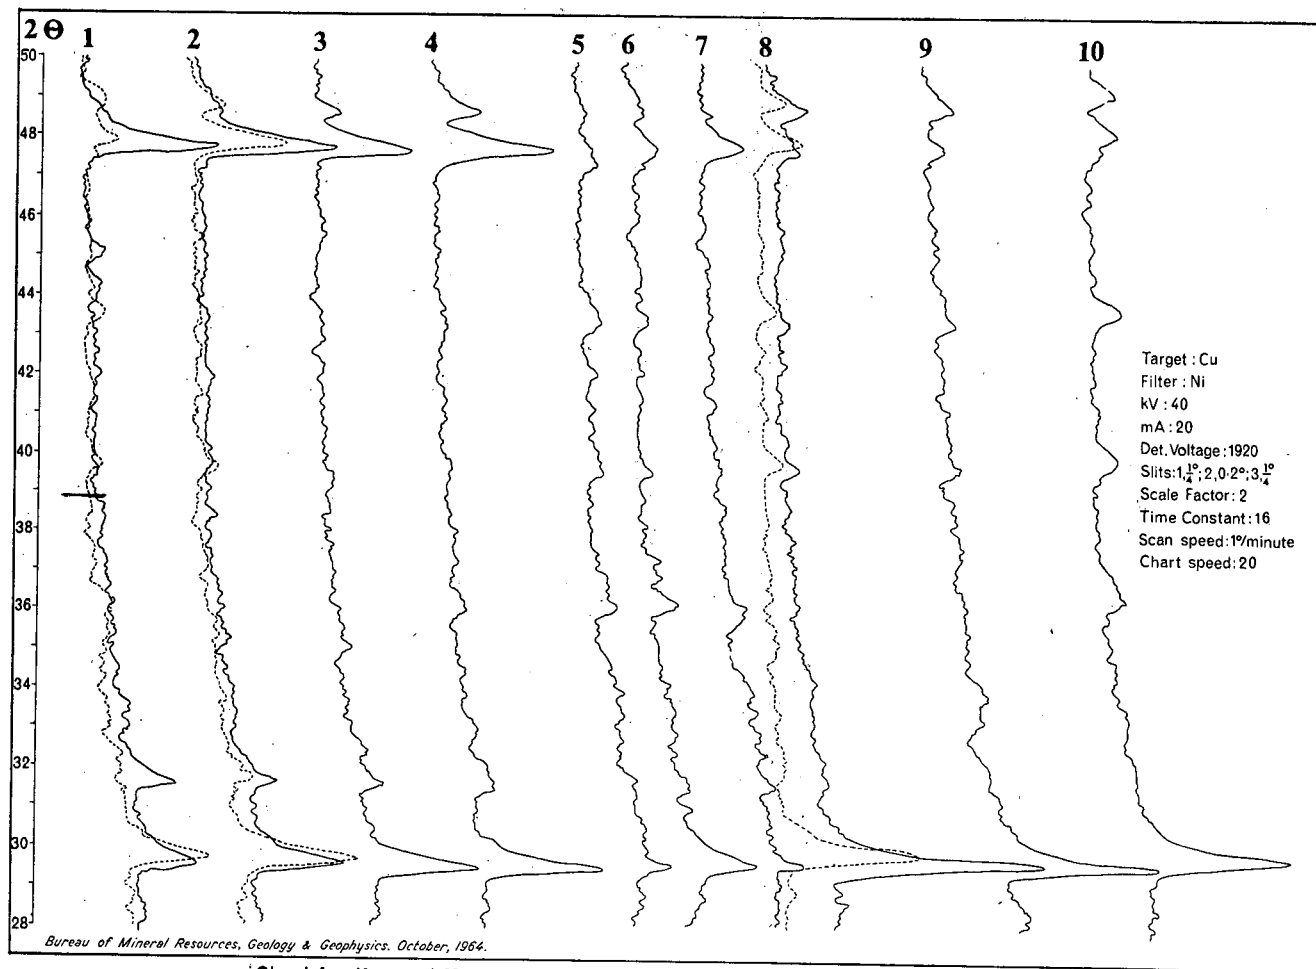 2Θ 1 2 3 4 5 6 7 8 9 10
50
48
46
44
42
40
38
36
34
32
30
28
Target : Cu
Filter : Ni
kV : 40
mA : 20
Det. Voltage : 1920
Slits: 1, 1/4°; 2, 0·2°; 3, 1/4°
Scale Factor: 2
Time Constant: 16
Scan speed: 1°/minute
Chart speed: 20
Bureau of Mineral Resources, Geology & Geophysics. October, 1964.